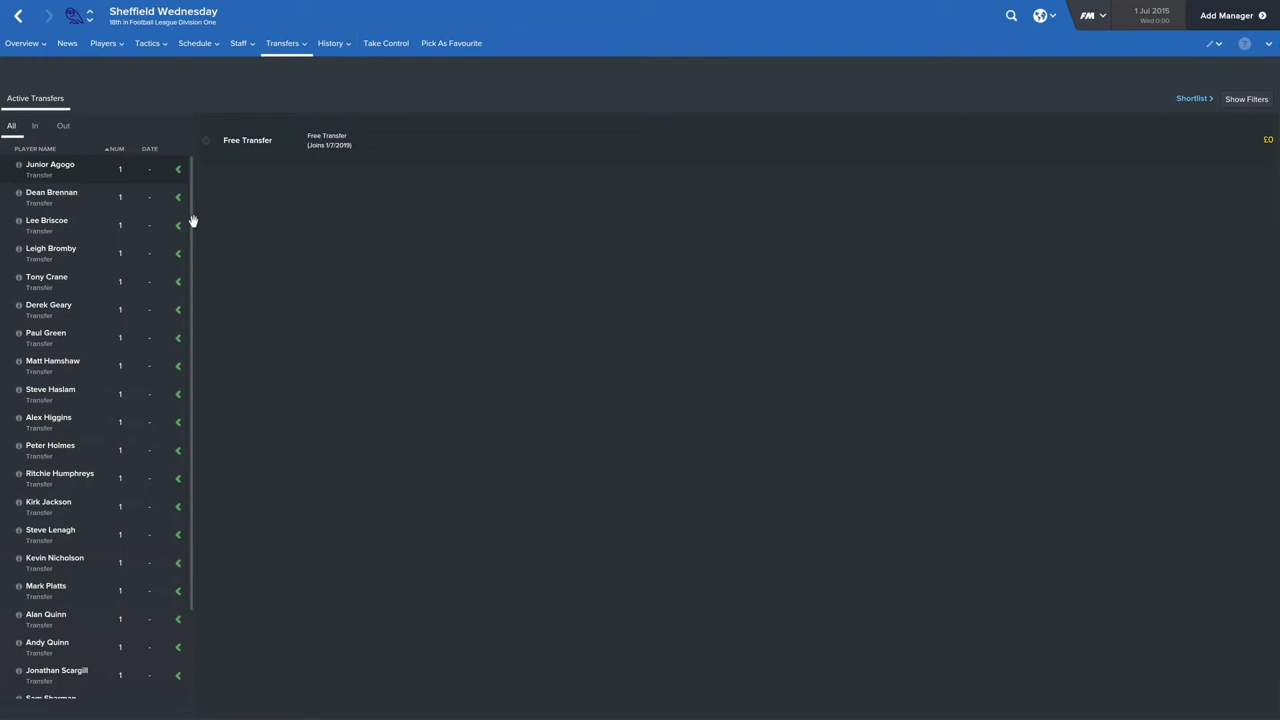 Sheffield Wednesday
18th in Football League Division One
FM
1 Jul 2015
Wed 0:00
Add Manager
Overview
News
Players
Tactics
Schedule
Staff
Transfers
History
Take Control
Pick As Favourite
?
Active Transfers
Shortlist >
Show Filters
All
In
Out
PLAYER NAME NUM DATE
Junior Agogo 1 -
Transfer
Free Transfer
Free Transfer
(Joins 1/7/2019)
£0
Dean Brennan 1 -
Transfer
Lee Briscoe 1 -
Transfer
Leigh Bromby 1 -
Transfer
Tony Crane 1 -
Transfer
Derek Geary 1 -
Transfer
Paul Green 1 -
Transfer
Matt Hamshaw 1 -
Transfer
Steve Haslam 1 -
Transfer
Alex Higgins 1 -
Transfer
Peter Holmes 1 -
Transfer
Ritchie Humphreys 1 -
Transfer
Kirk Jackson 1 -
Transfer
Steve Lenagh 1 -
Transfer
Kevin Nicholson 1 -
Transfer
Mark Platts 1 -
Transfer
Alan Quinn 1 -
Transfer
Andy Quinn 1 -
Transfer
Jonathan Scargill 1 -
Transfer
Sam Sharman